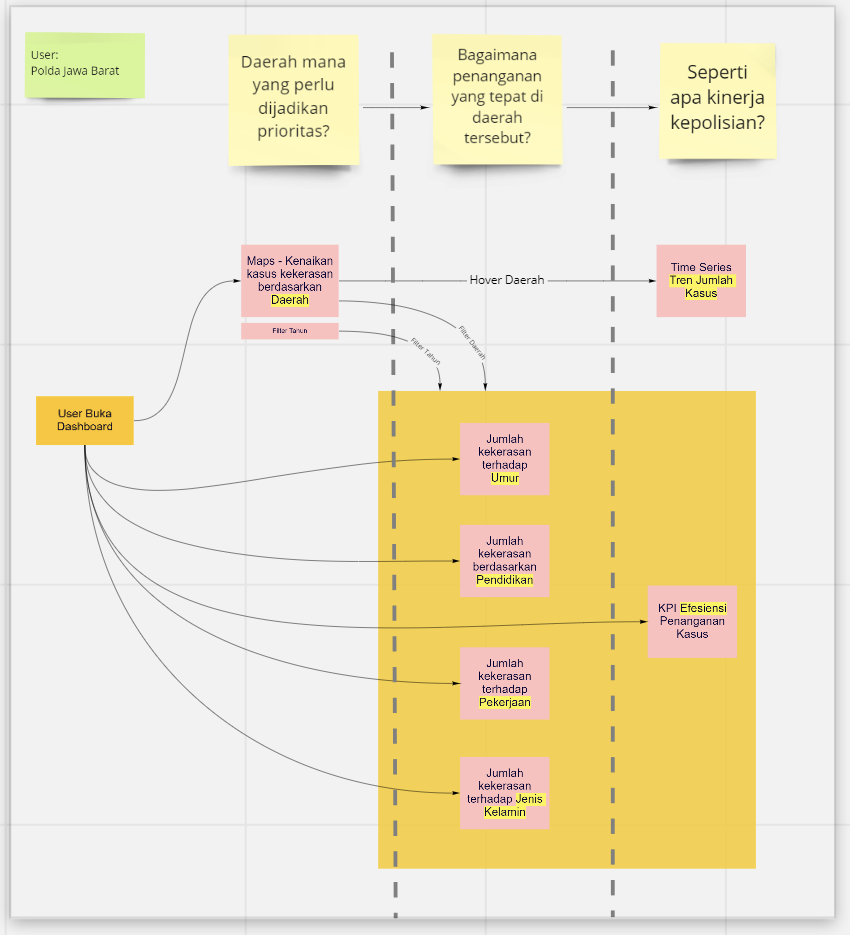 User:
Polda Jawa Barat
Daerah mana
yang perlu
dijadikan
prioritas?
Bagaimana
penanganan
yang tepat di
daerah
tersebut?
Seperti
apa kinerja
kepolisian?
Maps - Kenaikan
kasus kekerasan
berdasarkan
Daerah
Filter Tahun
Hover Daerah
Time Series
Tren Jumlah
Kasus
Filter Tahun
Filter Daerah
User Buka
Dashboard
Jumlah
kekerasan
terhadap
Umur
Jumlah
kekerasan
berdasarkan
Pendidikan
KPI Efesiensi
Penanganan
Kasus
Jumlah
kekerasan
terhadap
Pekerjaan
Jumlah
kekerasan
terhadap Jenis
Kelamin